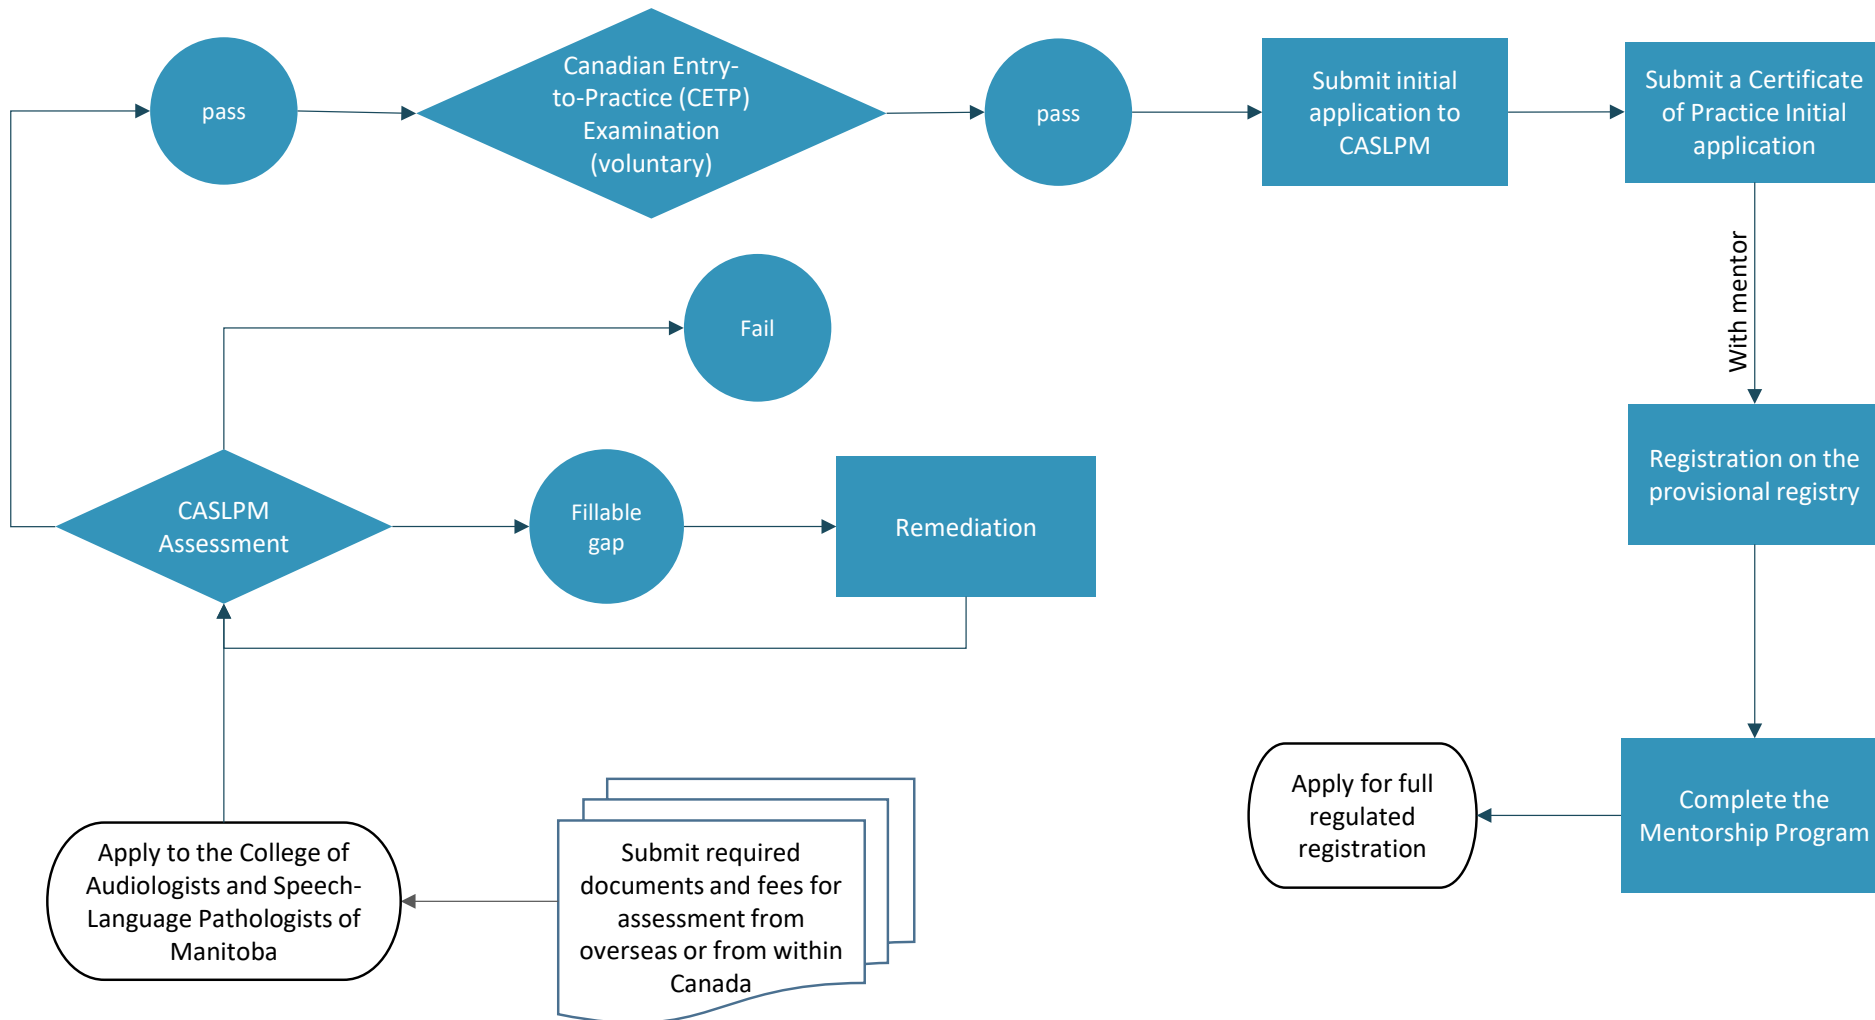 pass
Canadian Entry-
to-Practice (CETP)
Examination
(voluntary)
pass
Submit initial
application to
CASLPM
Submit a Certificate
of Practice Initial
application
With mentor
Fail
CASLPM
Assessment
Fillable
gap
Remediation
Registration on the
provisional registry
Apply to the College of
Audiologists and Speech-
Language Pathologists of
Manitoba
Submit required
documents and fees for
assessment from
overseas or from within
Canada
Apply for full
regulated
registration
Complete the
Mentorship Program